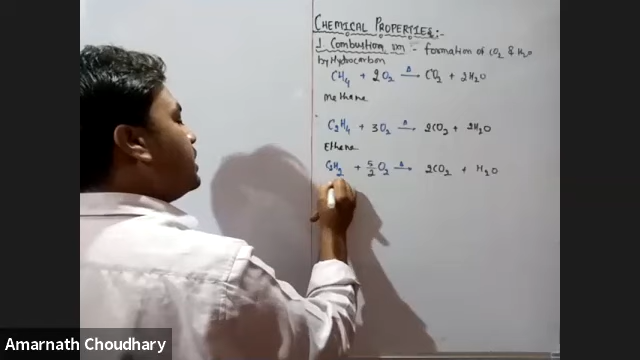 CHEMICAL PROPERTIES:-
1. Combustion rxn - formation of CO2 & H2O
by Hydrocarbon
CH4 + 2O2 —Δ→ CO2 + 2H2O
Methane
C2H4 + 3O2 —Δ→ 2CO2 + 2H2O
Ethene
C2H2 + 5/2 O2 —Δ→ 2CO2 + H2O
Amarnath Choudhary